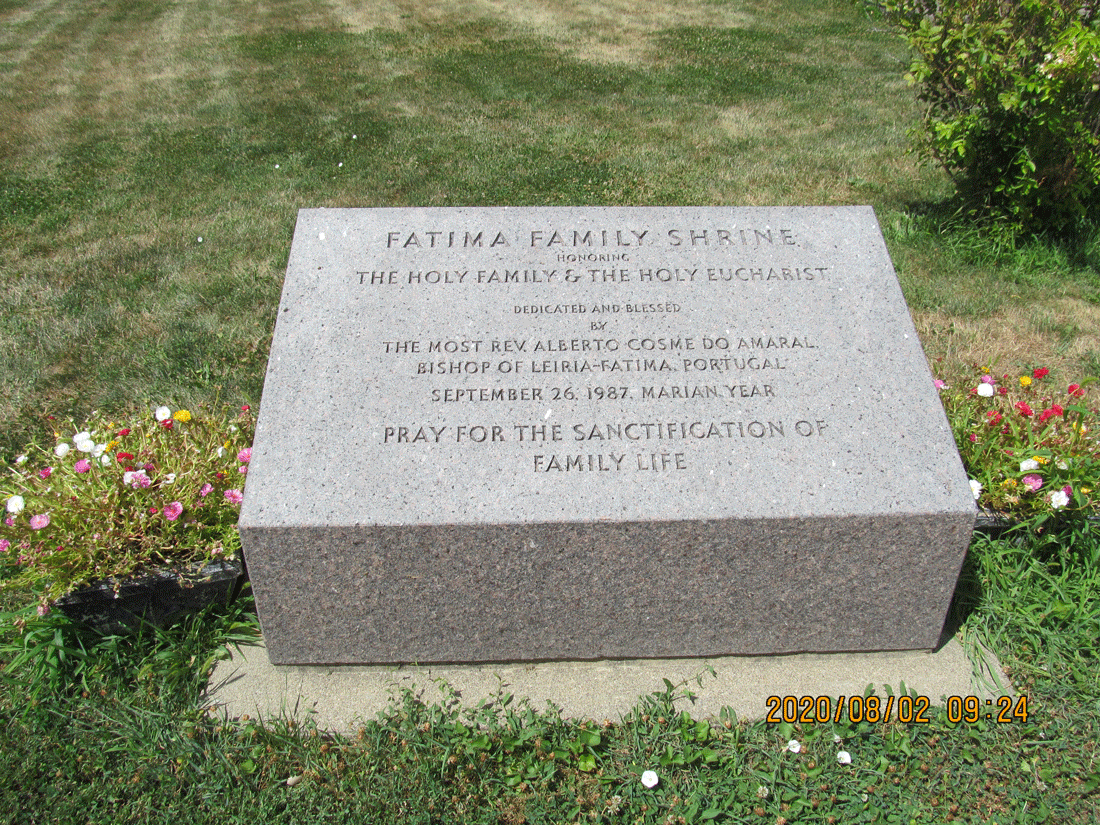 FATIMA FAMILY SHRINE
HONORING
THE HOLY FAMILY & THE HOLY EUCHARIST
DEDICATED AND BLESSED
BY
THE MOST REV. ALBERTO COSME DO AMARAL
BISHOP OF LEIRIA-FATIMA, PORTUGAL
SEPTEMBER 26, 1987, MARIAN YEAR
PRAY FOR THE SANCTIFICATION OF
FAMILY LIFE
2020/08/02 09:24